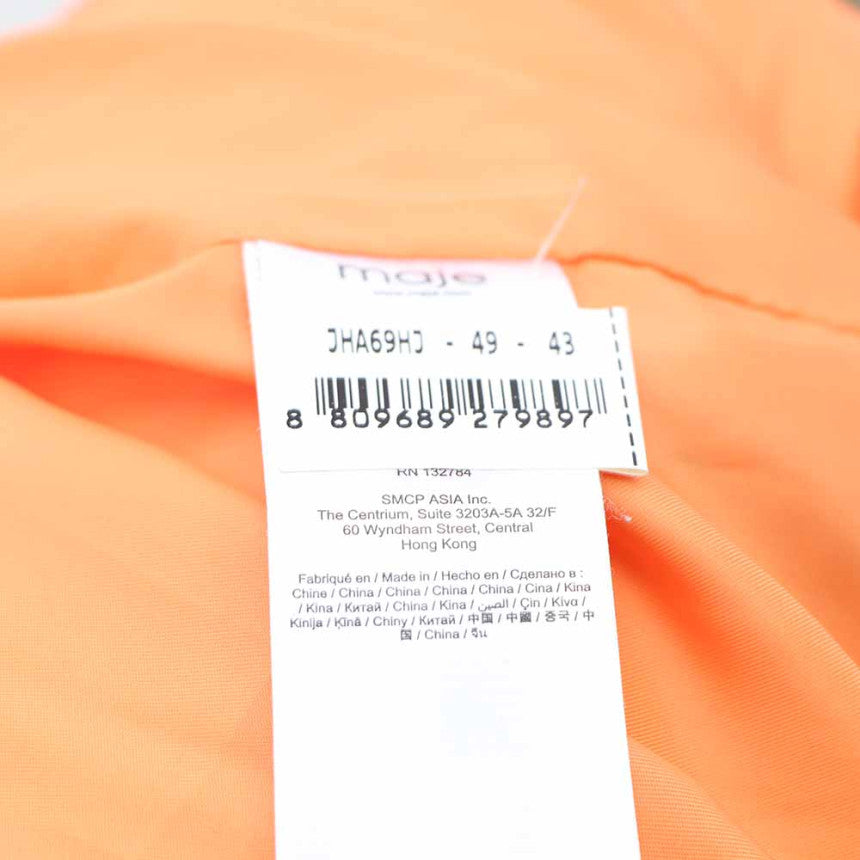 maje
JHA69HJ - 49 - 43
8 809689 279897
RN 132784
SMCP ASIA Inc.
The Centrium, Suite 3203A-5A 32/F
60 Wyndham Street, Central
Hong Kong
Fabriqué en / Made in / Hecho en / Сделано в :
Chine / China / China / China / China / Cina / Kina
/ Kina / Китай / China / Kina / الصين / Çin / Κίνα /
Kinija / Ķīnā / Chiny / Китай / 中国 / 中國 / 중국 / 中
国 / China / จีน